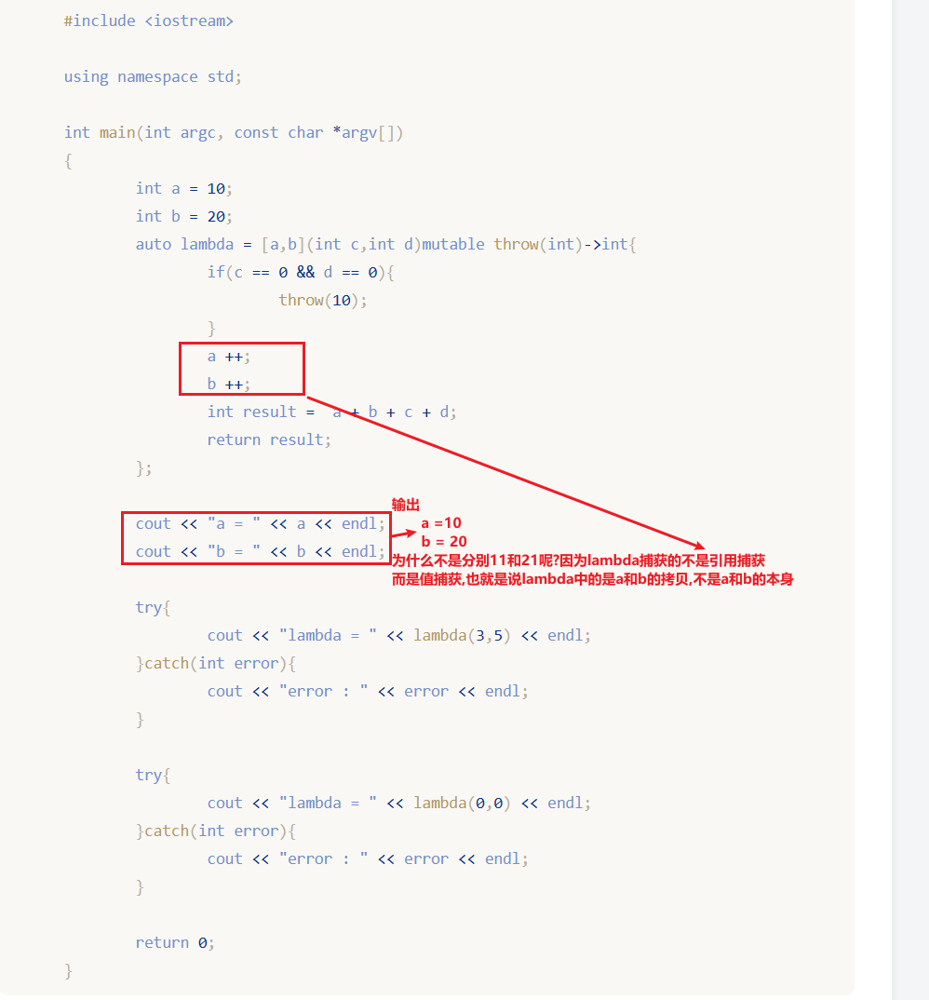 #include <iostream>
using namespace std;
int main(int argc, const char *argv[])
{
int a = 10;
int b = 20;
auto lambda = [a,b](int c,int d)mutable throw(int)->int{
if(c == 0 && d == 0){
throw(10);
}
a ++;
b ++;
int result =  a + b + c + d;
return result;
};
输出
cout << "a = " << a << endl;
a =10
b = 20
cout << "b = " << b << endl;
为什么不是分别11和21呢?因为lambda捕获的不是引用捕获
而是值捕获,也就是说lambda中的是a和b的拷贝,不是a和b的本身
try{
cout << "lambda = " << lambda(3,5) << endl;
}catch(int error){
cout << "error : " << error << endl;
}
try{
cout << "lambda = " << lambda(0,0) << endl;
}catch(int error){
cout << "error : " << error << endl;
}
return 0;
}